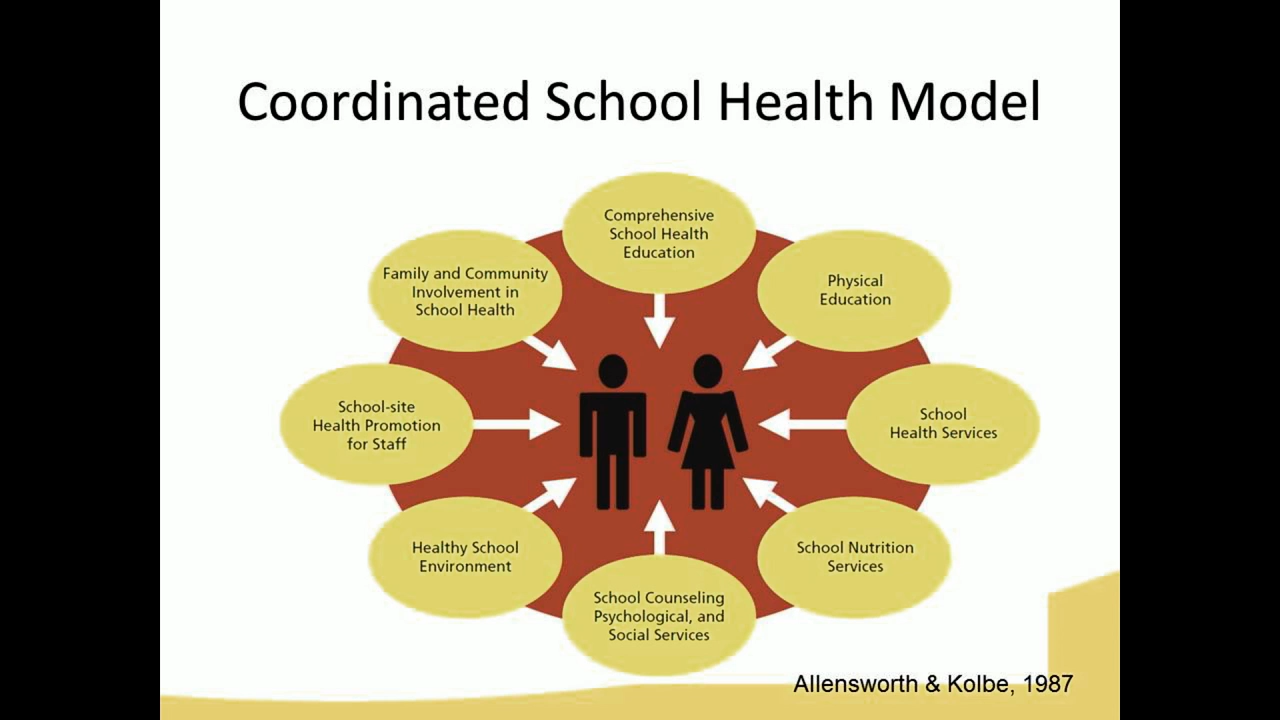 Coordinated School Health Model
Comprehensive
School Health
Education
Family and Community
Involvement in
School Health
Physical
Education
School-site
Health Promotion
for Staff
School
Health Services
Healthy School
Environment
School Nutrition
Services
School Counseling
Psychological, and
Social Services
Allensworth & Kolbe, 1987